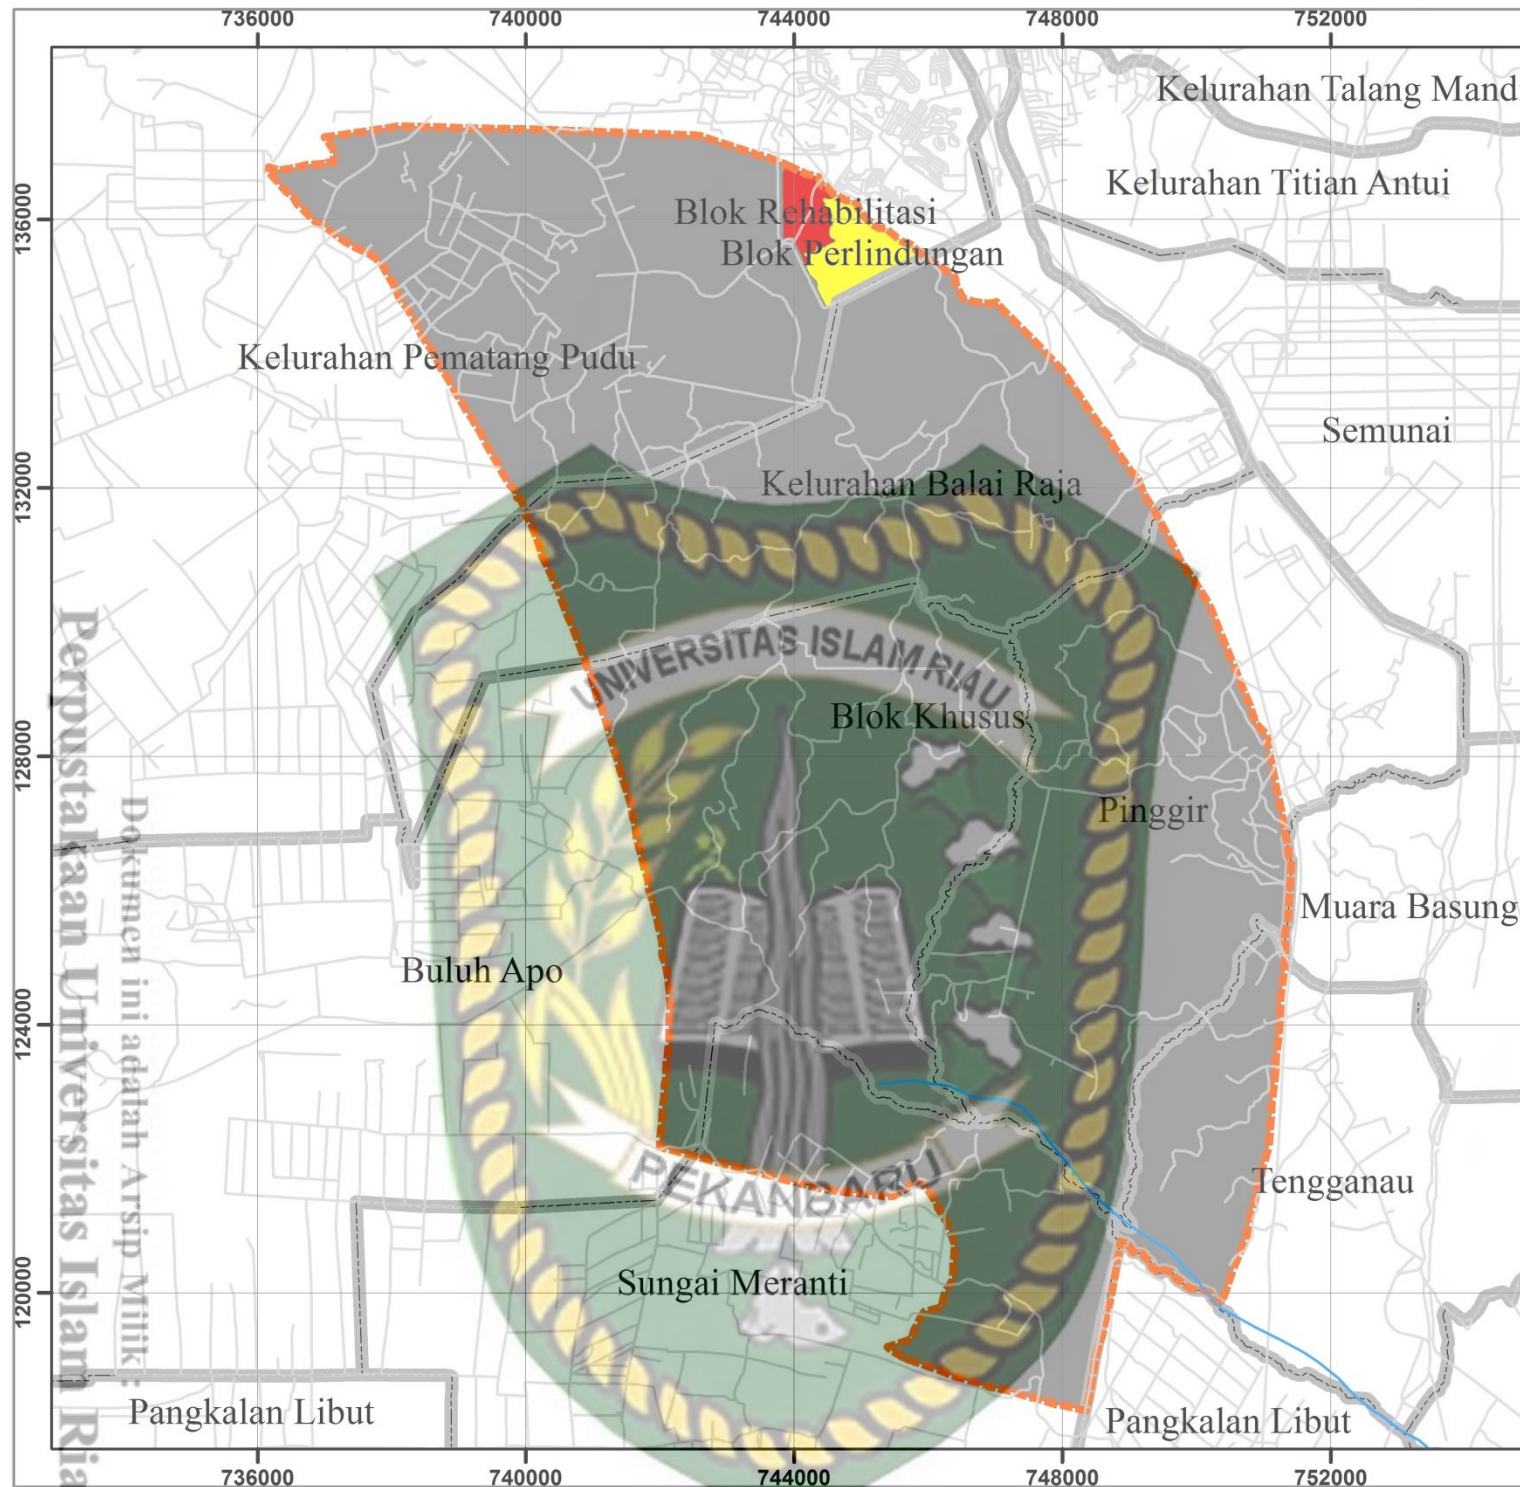 736000
740000
744000
748000
752000
Kelurahan Talang Mand
Kelurahan Titian Antui
136000
Blok Rehabilitasi
Blok Perlindungan
Kelurahan Pematang Pudu
Semunai
132000
Kelurahan Balai Raja
UNIVERSITAS ISLAM RIAU
Blok Khusus
128000
Pinggir
Muara Basung
Buluh Apo
124000
PEKANBARU
Tengganau
120000
Sungai Meranti
Pangkalan Libut
Pangkalan Libut
736000
740000
744000
748000
752000
Dokumen ini adalah Arsip Milik :
Perpustakaan Universitas Islam Ria